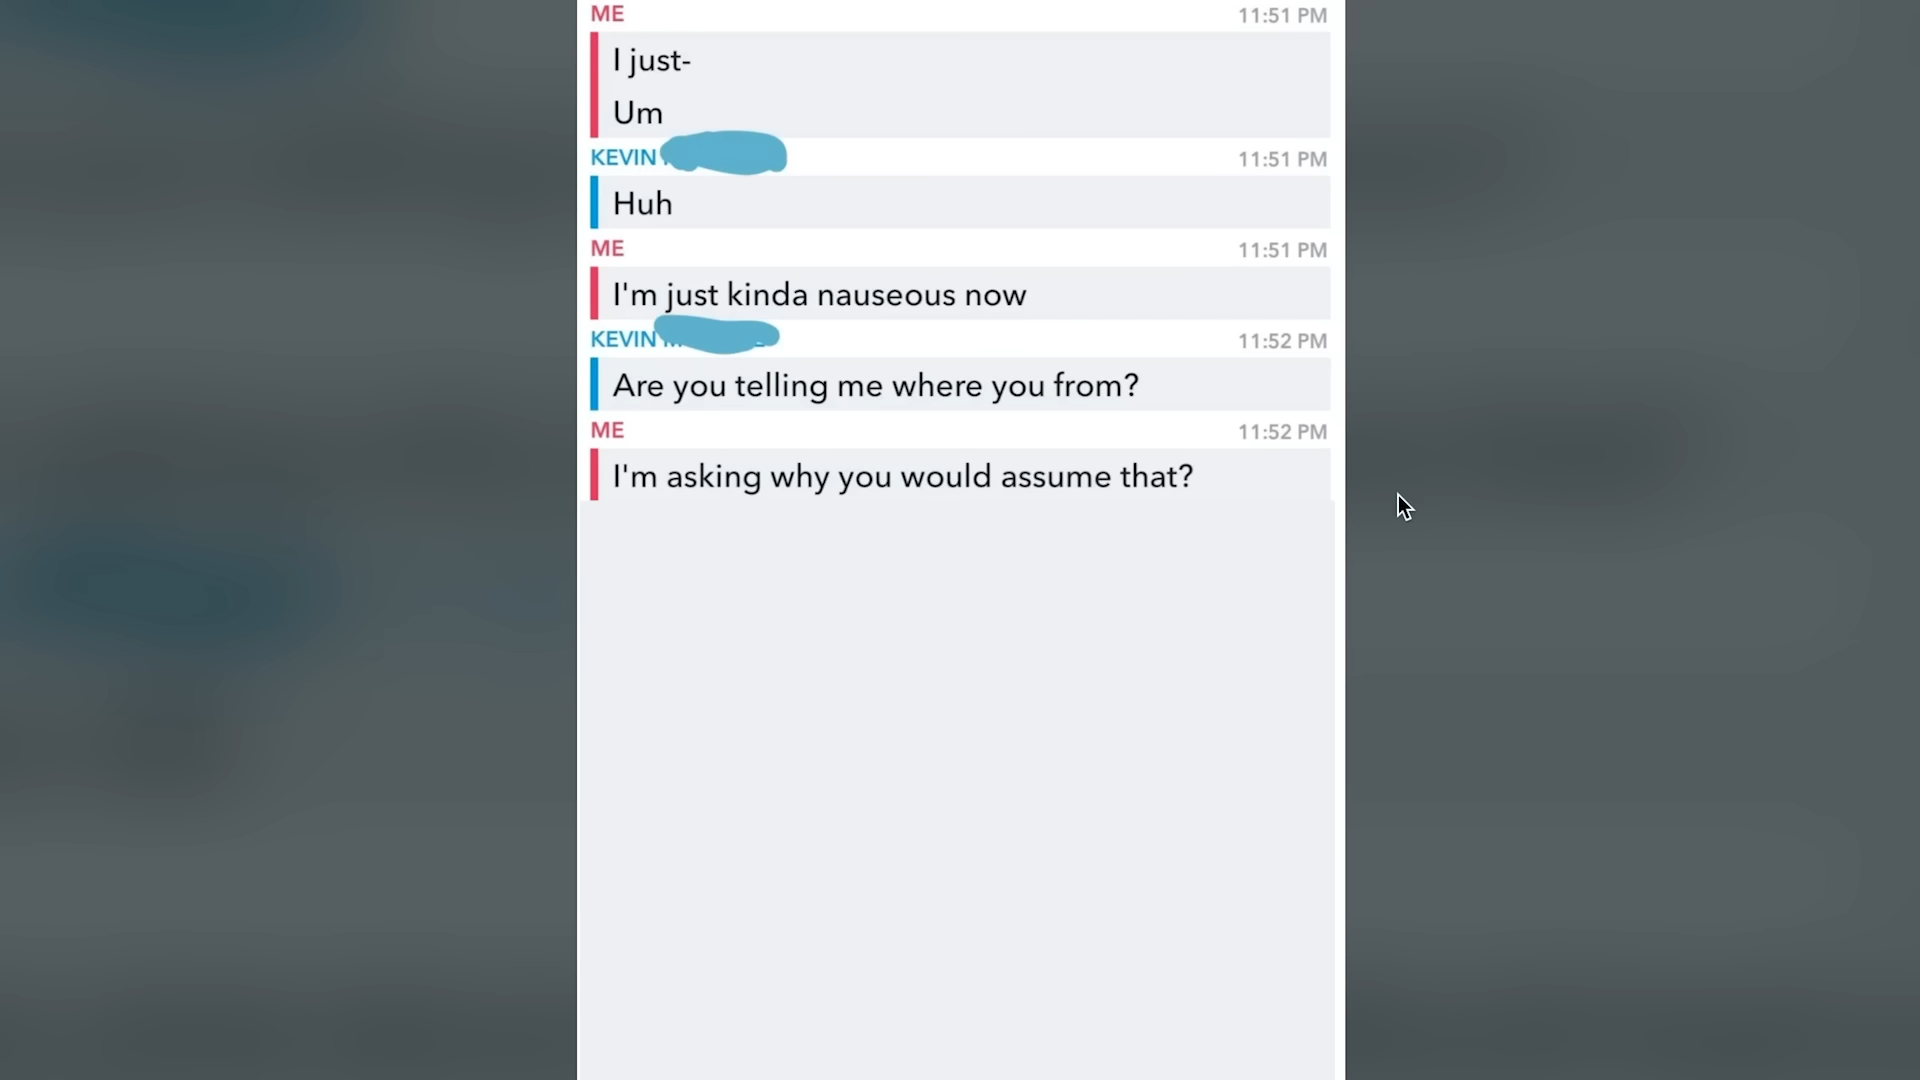 ME 11:51 PM
I just-
Um
KEVIN 11:51 PM
Huh
ME 11:51 PM
I'm just kinda nauseous now
KEVIN 11:52 PM
Are you telling me where you from?
ME 11:52 PM
I'm asking why you would assume that?